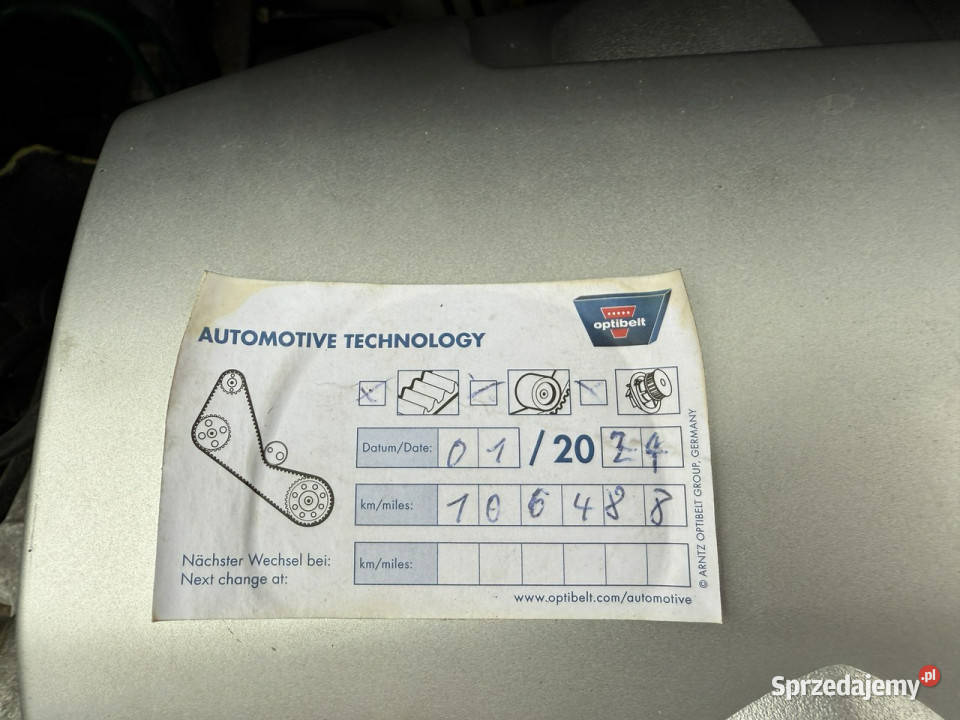 optibelt
AUTOMOTIVE TECHNOLOGY
Datum/Date: 01/2024
km/miles: 106488
Nächster Wechsel bei:
Next change at:
km/miles:
www.optibelt.com/automotive
© ARNTZ OPTIBELT GROUP, GERMANY
Sprzedajemy.pl